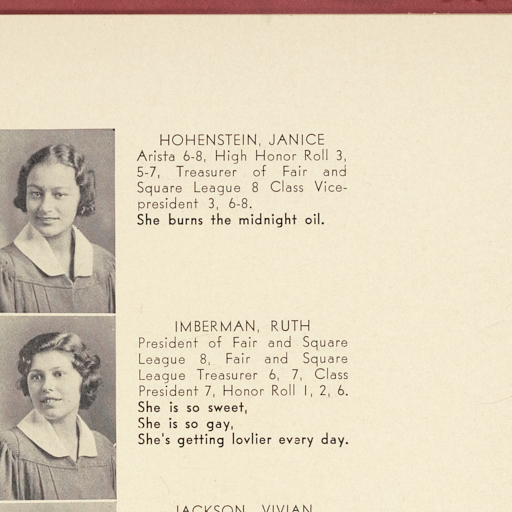 HOHENSTEIN, JANICE
Arista 6-8, High Honor Roll 3,
5-7, Treasurer of Fair and
Square League 8 Class Vice-
president 3, 6-8.
She burns the midnight oil.
IMBERMAN, RUTH
President of Fair and Square
League 8, Fair and Square
League Treasurer 6, 7, Class
President 7, Honor Roll 1, 2, 6.
She is so sweet,
She is so gay,
She's getting lovlier every day.
JACKSON, VIVIAN